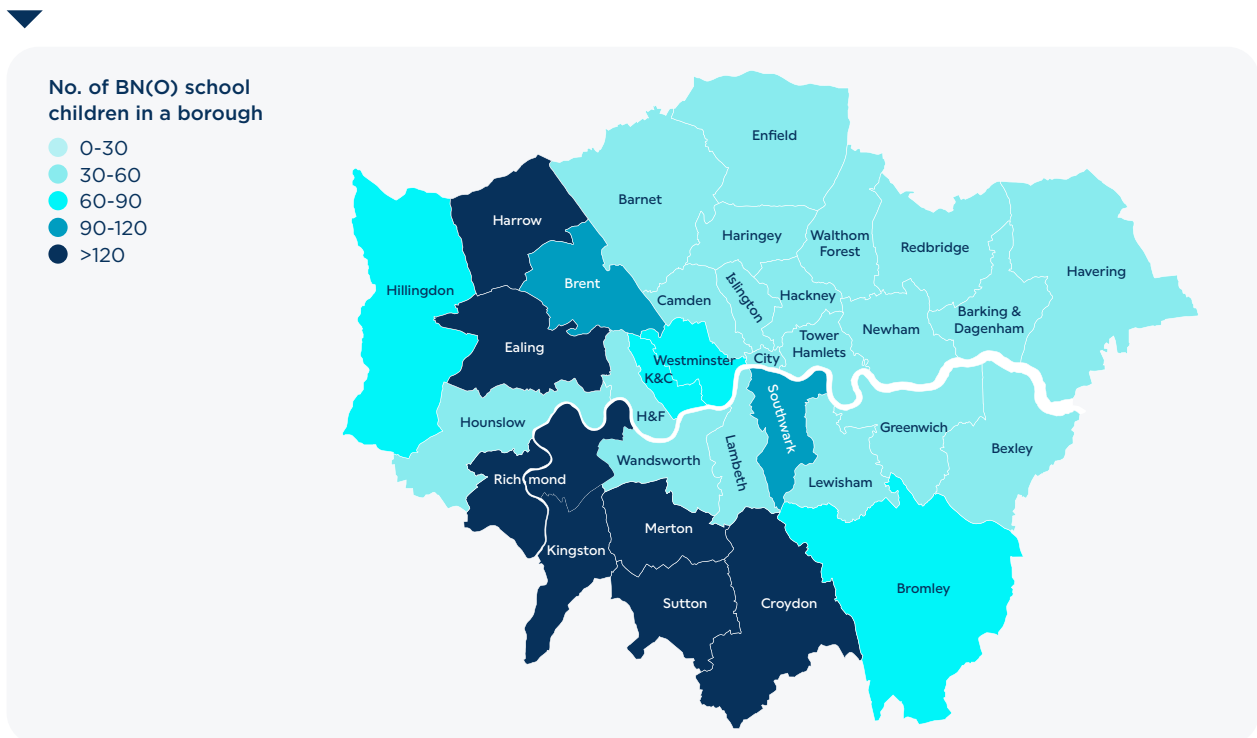 No. of BN(O) school
children in a borough
0-30
30-60
60-90
90-120
>120
Enfield
Barnet
Harrow
Haringey
Walthom
Forest
Redbridge
Havering
Hillingdon
Brent
Camden
Islington
Hackney
Newham
Barking &
Dagenham
Ealing
Westminster
K&C
City
Tower
Hamlets
Hounslow
H&F
Southwark
Greenwich
Bexley
Richmond
Wandsworth
Lambeth
Lewisham
Merton
Kingston
Sutton
Croydon
Bromley